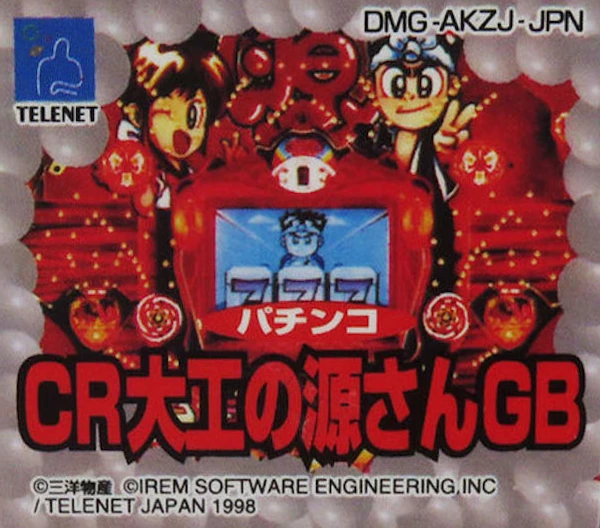 DMG-AKZJ-JPN
TELENET
777
パチンコ
CR大工の源さんGB
©三洋物産 ©IREM SOFTWARE ENGINEERING,INC
/TELENET JAPAN 1998